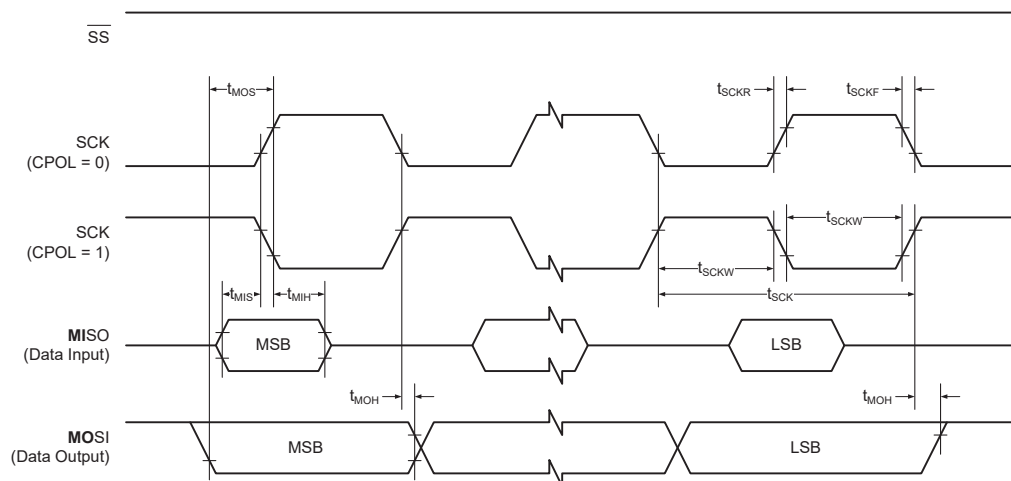 SS
tMOS
tSCKR
tSCKF
SCK
(CPOL = 0)
SCK
(CPOL = 1)
tSCKW
tSCKW
tSCK
tMIS
tMIH
MISO
(Data Input)
MSB
LSB
tMOH
tMOH
MOSI
(Data Output)
MSB
LSB